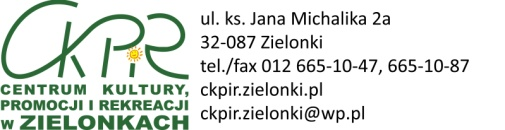 CKPiR
CENTRUM KULTURY,
PROMOCJI I REKREACJI
w ZIELONKACH
ul. ks. Jana Michalika 2a
32-087 Zielonki
tel./fax 012 665-10-47, 665-10-87
ckpir.zielonki.pl
ckpir.zielonki@wp.pl